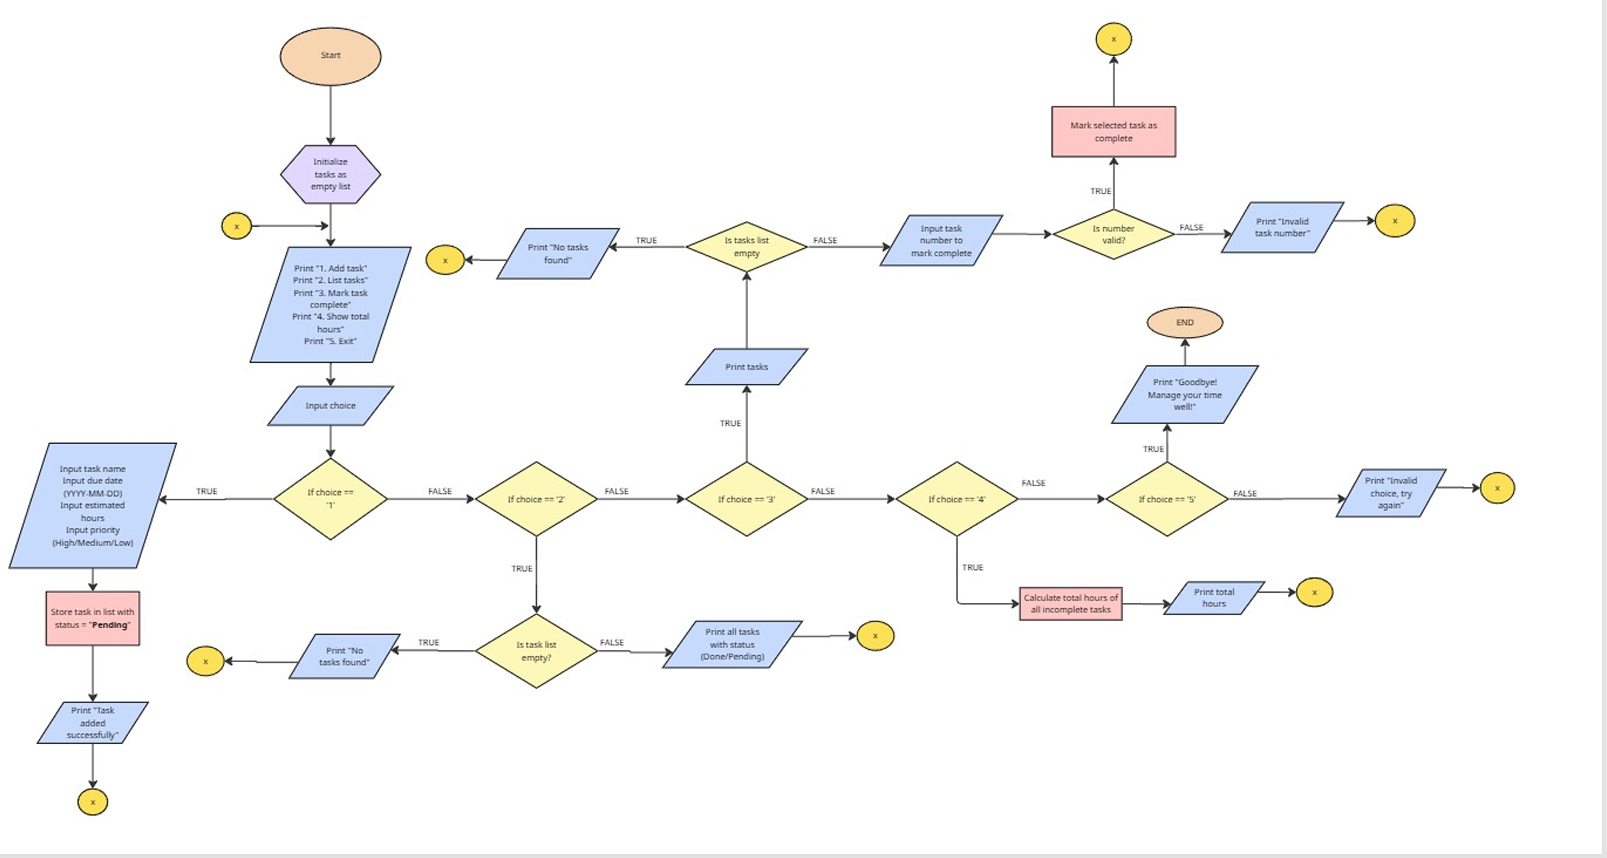 Start
Initialize
tasks as
empty list
x
Print "1. Add task"
Print "2. List tasks"
Print "3. Mark task
complete"
Print "4. Show total
hours"
Print "5. Exit"
Input choice
If choice ==
'1'
TRUE
Input task name
Input due date
(YYYY-MM-DD)
Input estimated
hours
Input priority
(High/Medium/Low)
Store task in list with
status = "Pending"
Print "Task
added
successfully"
x
FALSE
If choice == '2'
TRUE
Is task list
empty?
TRUE
Print "No
tasks found"
x
FALSE
Print all tasks
with status
(Done/Pending)
x
FALSE
If choice == '3'
TRUE
Print tasks
Is tasks list
empty
TRUE
Print "No tasks
found"
x
FALSE
Input task
number to
mark complete
Is number
valid?
TRUE
Mark selected task as
complete
x
FALSE
Print "Invalid
task number"
x
FALSE
If choice == '4'
TRUE
Calculate total hours of
all incomplete tasks
Print total
hours
x
FALSE
If choice == '5'
TRUE
Print "Goodbye!
Manage your time
well!"
END
FALSE
Print "Invalid
choice, try
again"
x